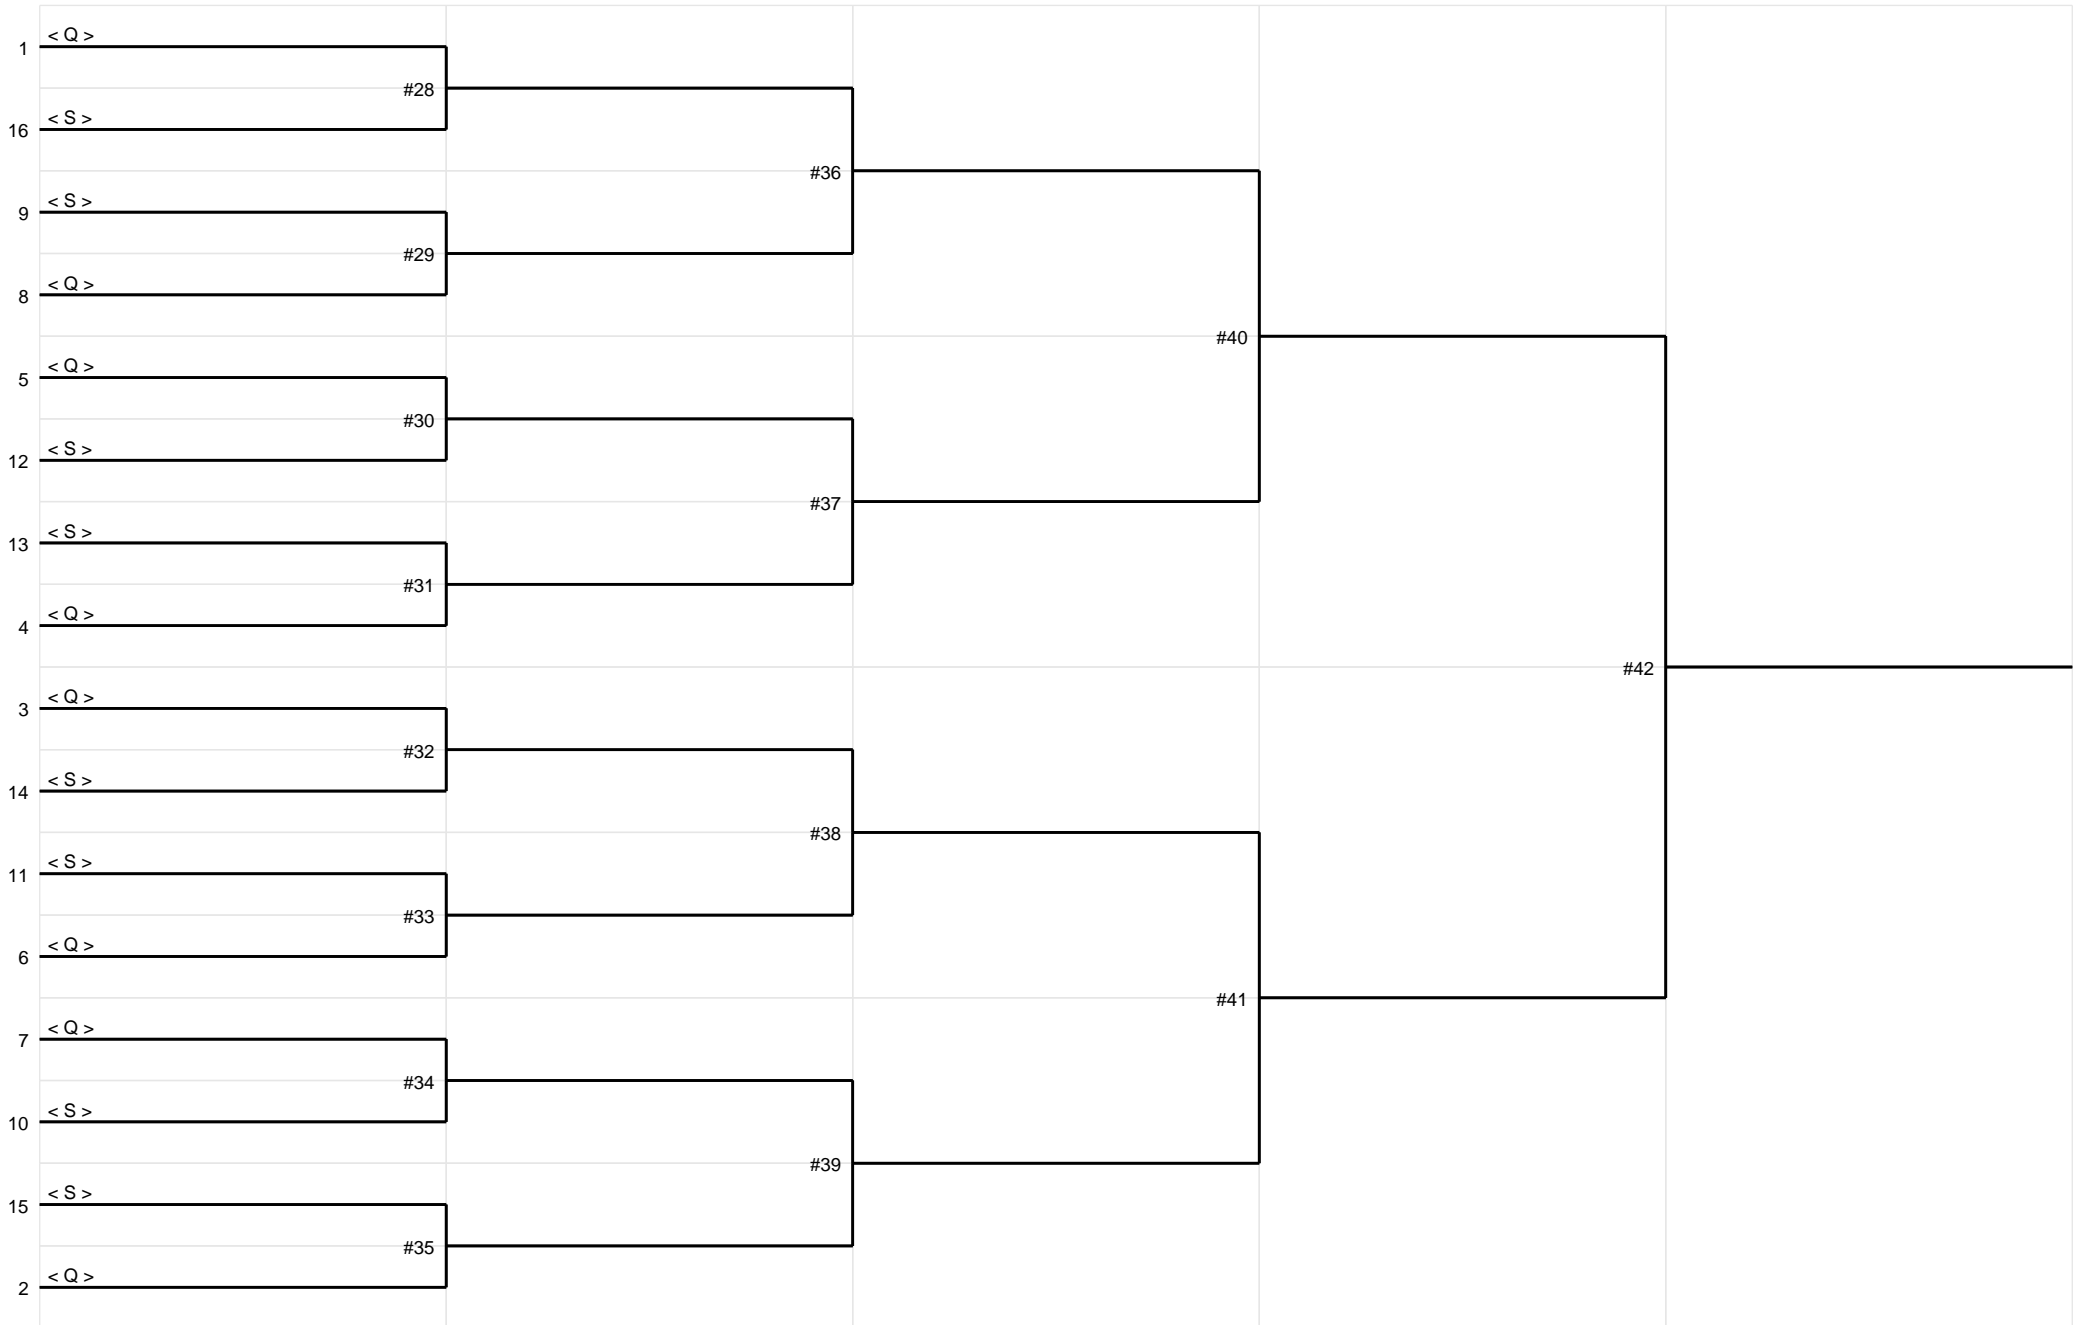 < Q >
1
#28
< S >
16
#36
< S >
9
#29
< Q >
8
#40
< Q >
5
#30
< S >
12
#37
< S >
13
#31
< Q >
4
#42
< Q >
3
#32
< S >
14
#38
< S >
11
#33
< Q >
6
#41
< Q >
7
#34
< S >
10
#39
< S >
15
#35
< Q >
2